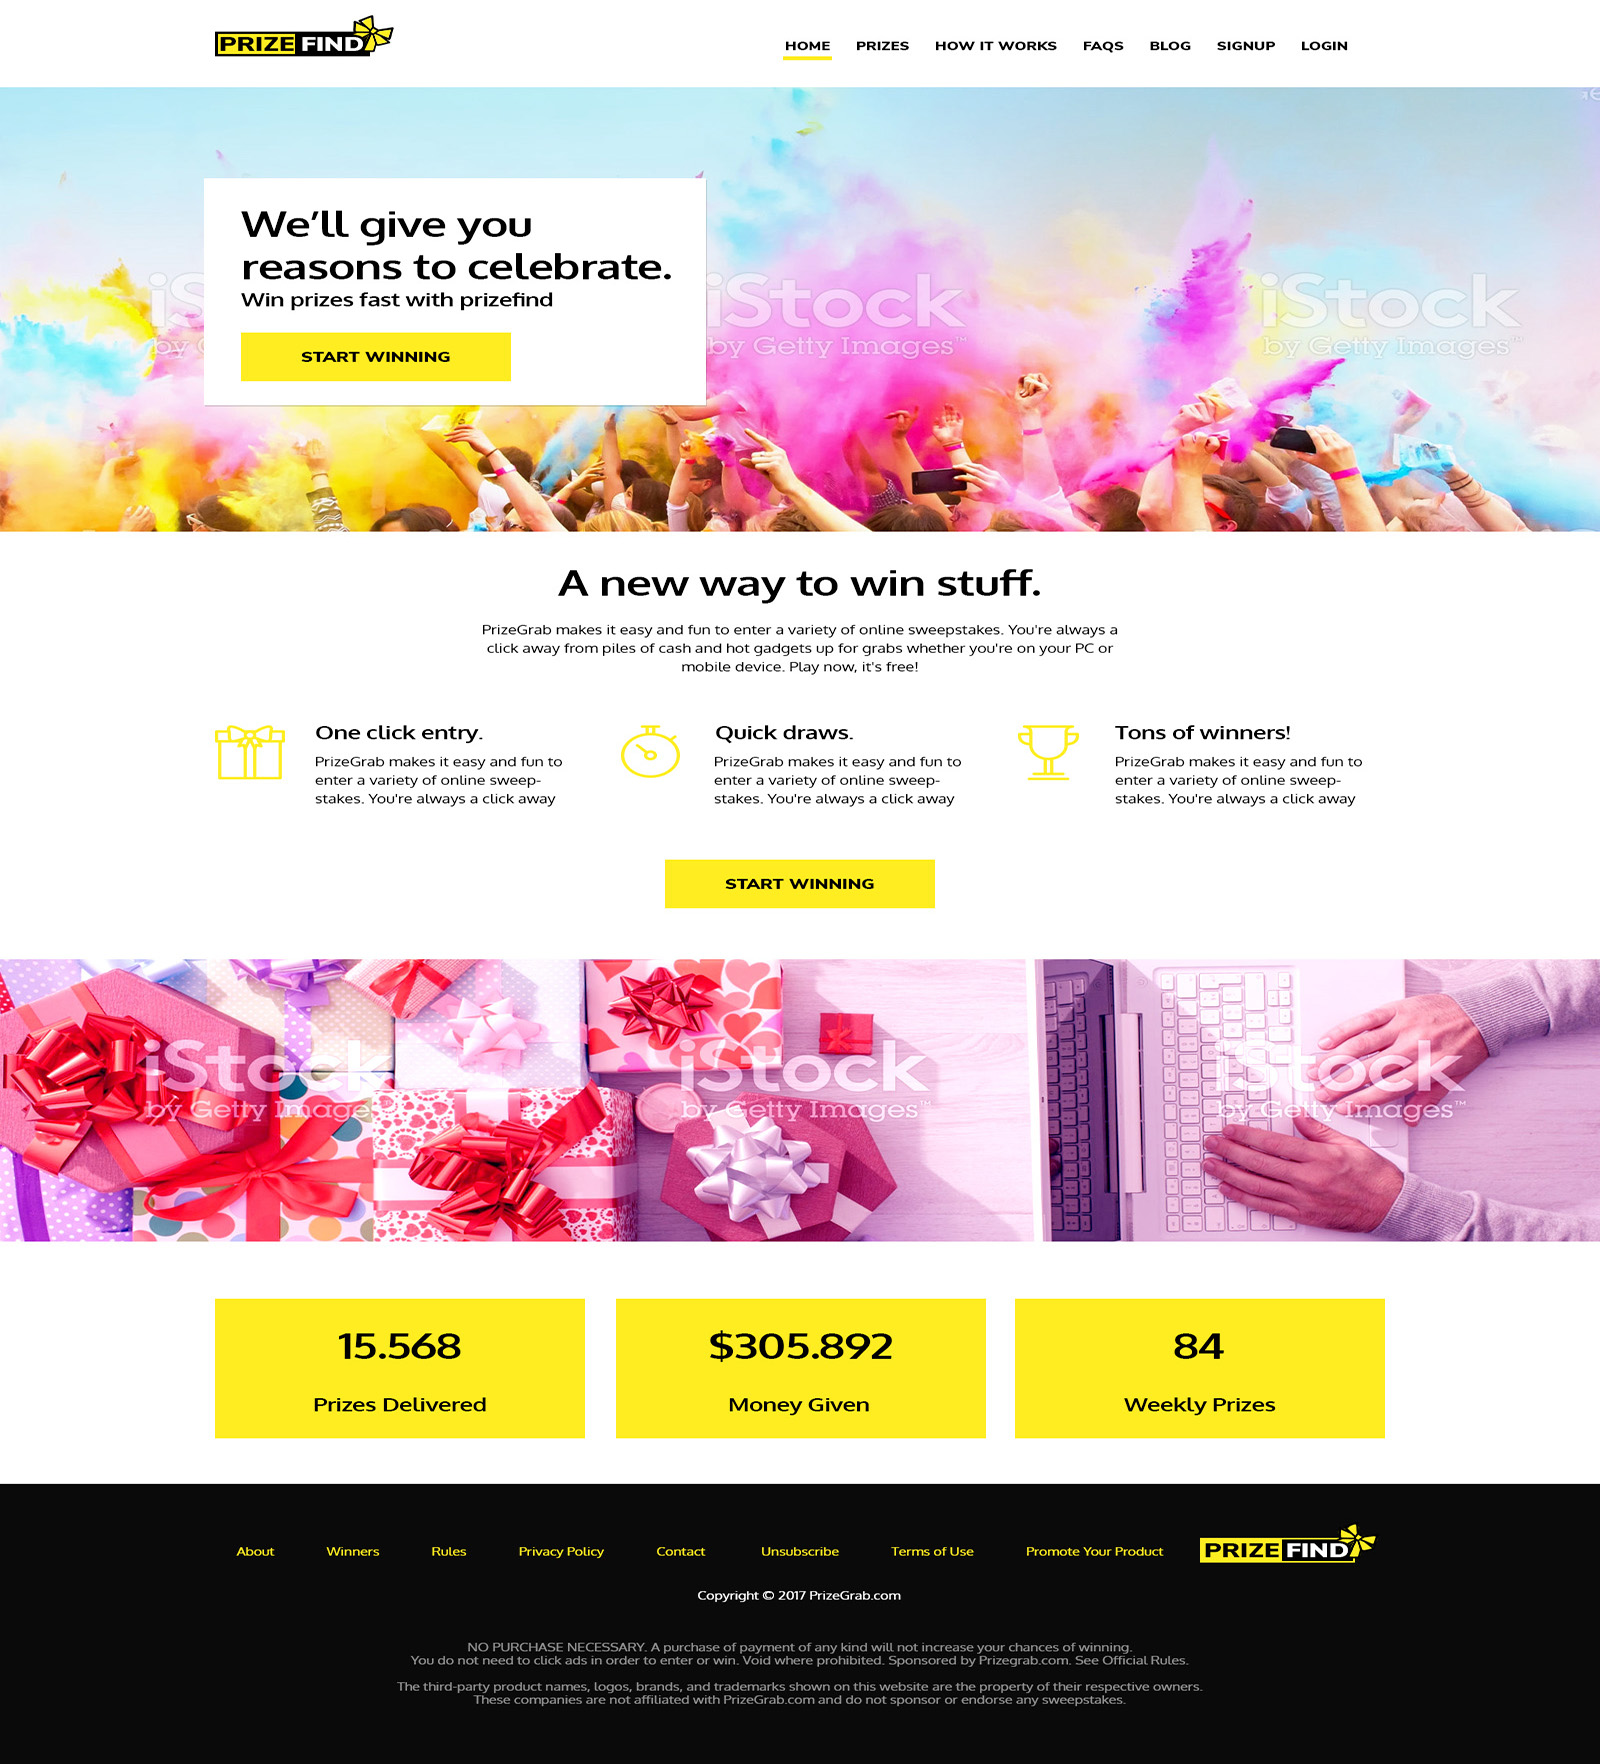 PRIZE FIND
HOME PRIZES HOW IT WORKS FAQS BLOG SIGNUP LOGIN
We'll give you
reasons to celebrate.
Win prizes fast with prizefind
START WINNING
iS
by G
iStock
by Getty Images™
iStock
by Getty Images™
A new way to win stuff.
PrizeGrab makes it easy and fun to enter a variety of online sweepstakes. You're always a
click away from piles of cash and hot gadgets up for grabs whether you're on your PC or
mobile device. Play now, it's free!
One click entry.
PrizeGrab makes it easy and fun to
enter a variety of online sweep-
stakes. You're always a click away
Quick draws.
PrizeGrab makes it easy and fun to
enter a variety of online sweep-
stakes. You're always a click away
Tons of winners!
PrizeGrab makes it easy and fun to
enter a variety of online sweep-
stakes. You're always a click away
START WINNING
iStock
by Getty Images
iStock
by Getty Images™
iStock
by Getty Images™
15.568
Prizes Delivered
$305.892
Money Given
84
Weekly Prizes
About Winners Rules Privacy Policy Contact Unsubscribe Terms of Use Promote Your Product PRIZE FIND
Copyright © 2017 PrizeGrab.com
NO PURCHASE NECESSARY. A purchase of payment of any kind will not increase your chances of winning.
You do not need to click ads in order to enter or win. Void where prohibited. Sponsored by Prizegrab.com. See Official Rules.
The third-party product names, logos, brands, and trademarks shown on this website are the property of their respective owners.
These companies are not affiliated with PrizeGrab.com and do not sponsor or endorse any sweepstakes.